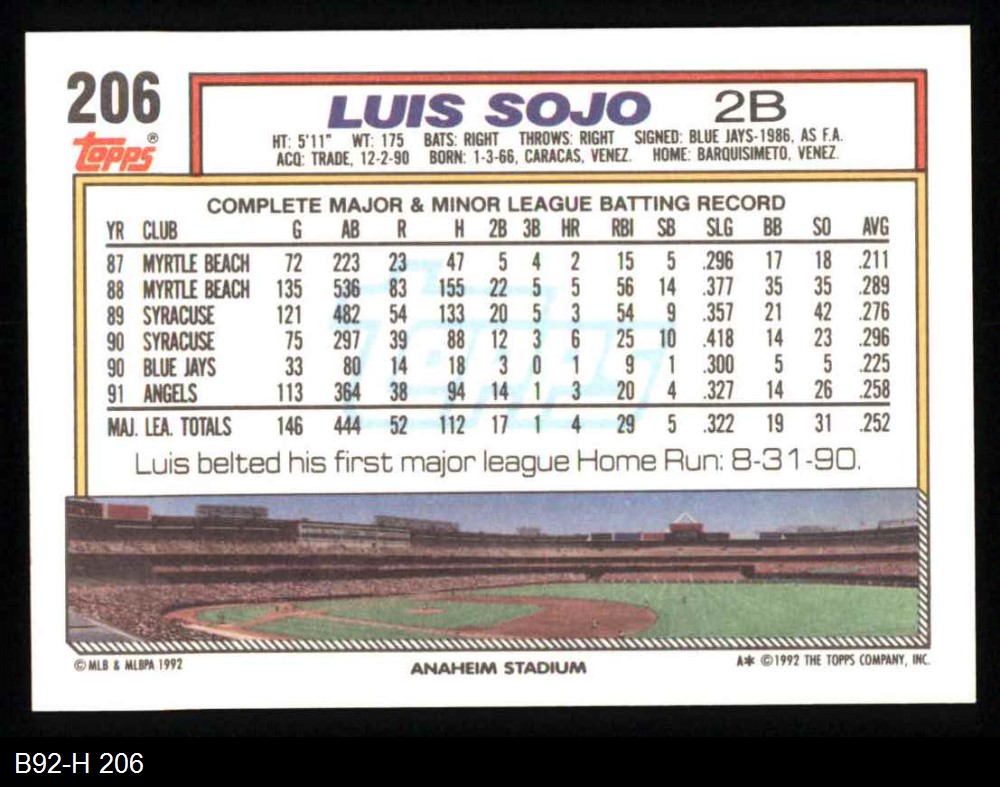 206
LUIS SOJO 2B
Topps®
HT: 5'11" WT: 175 BATS: RIGHT THROWS: RIGHT SIGNED: BLUE JAYS-1986, AS F.A.
ACQ: TRADE, 12-2-90 BORN: 1-3-66, CARACAS, VENEZ. HOME: BARQUISIMETO, VENEZ.
COMPLETE MAJOR & MINOR LEAGUE BATTING RECORD
YR CLUB G AB R H 2B 3B HR RBI SB SLG BB SO AVG
87 MYRTLE BEACH 72 223 23 47 5 4 2 15 5 .296 17 18 .211
88 MYRTLE BEACH 135 536 83 155 22 5 5 56 14 .377 35 35 .289
89 SYRACUSE 121 482 54 133 20 5 3 54 9 .357 21 42 .276
90 SYRACUSE 75 297 39 88 12 3 6 25 10 .418 14 23 .296
90 BLUE JAYS 33 80 14 18 3 0 1 9 1 .300 5 5 .225
91 ANGELS 113 364 38 94 14 1 3 20 4 .327 14 26 .258
MAJ. LEA. TOTALS 146 444 52 112 17 1 4 29 5 .322 19 31 .252
Topps
Luis belted his first major league Home Run: 8-31-90.
© MLB & MLBPA 1992
ANAHEIM STADIUM
A* © 1992 THE TOPPS COMPANY, INC.
B92-H 206